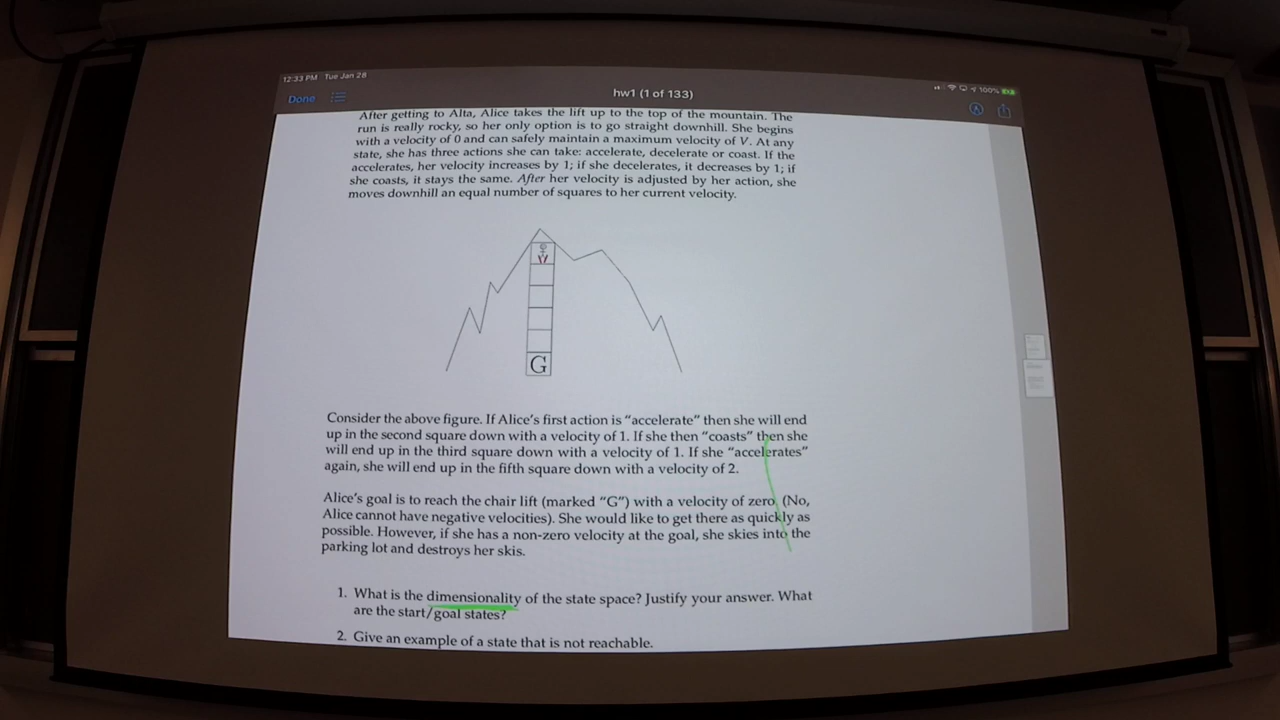 12:33 PM Tue Jan 28
hw1 (1 of 133)
100%
Done
After getting to Alta, Alice takes the lift up to the top of the mountain. The
run is really rocky, so her only option is to go straight downhill. She begins
with a velocity of 0 and can safely maintain a maximum velocity of V. At any
state, she has three actions she can take: accelerate, decelerate or coast. If the
accelerates, her velocity increases by 1; if she decelerates, it decreases by 1; if
she coasts, it stays the same. After her velocity is adjusted by her action, she
moves downhill an equal number of squares to her current velocity.
G
Consider the above figure. If Alice's first action is "accelerate" then she will end
up in the second square down with a velocity of 1. If she then "coasts" then she
will end up in the third square down with a velocity of 1. If she "accelerates"
again, she will end up in the fifth square down with a velocity of 2.
Alice's goal is to reach the chair lift (marked "G") with a velocity of zero (No,
Alice cannot have negative velocities). She would like to get there as quickly as
possible. However, if she has a non-zero velocity at the goal, she skies into the
parking lot and destroys her skis.
1. What is the dimensionality of the state space? Justify your answer. What
are the start/goal states?
2. Give an example of a state that is not reachable.